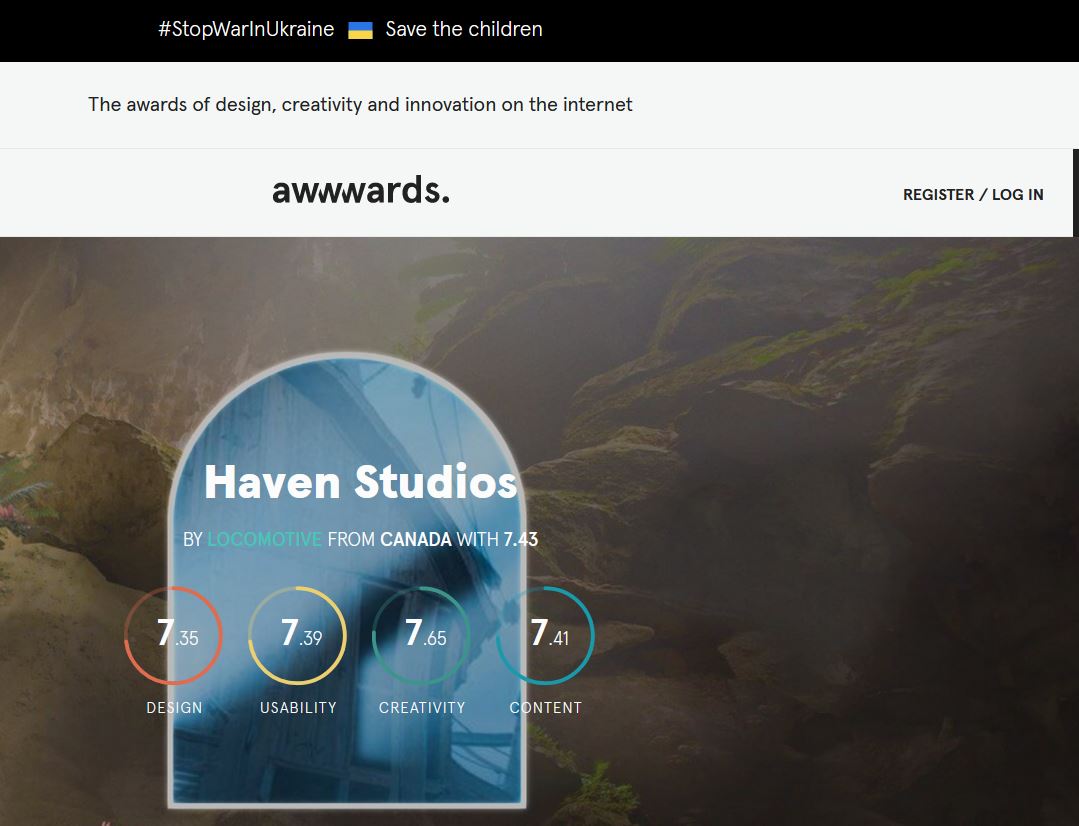 #StopWarInUkraine 🇺🇦 Save the children
The awards of design, creativity and innovation on the internet
awwwards.
REGISTER / LOG IN
Haven Studios
BY LOCOMOTIVE FROM CANADA WITH 7.43
7.35 7.39 7.65 7.41
DESIGN USABILITY CREATIVITY CONTENT